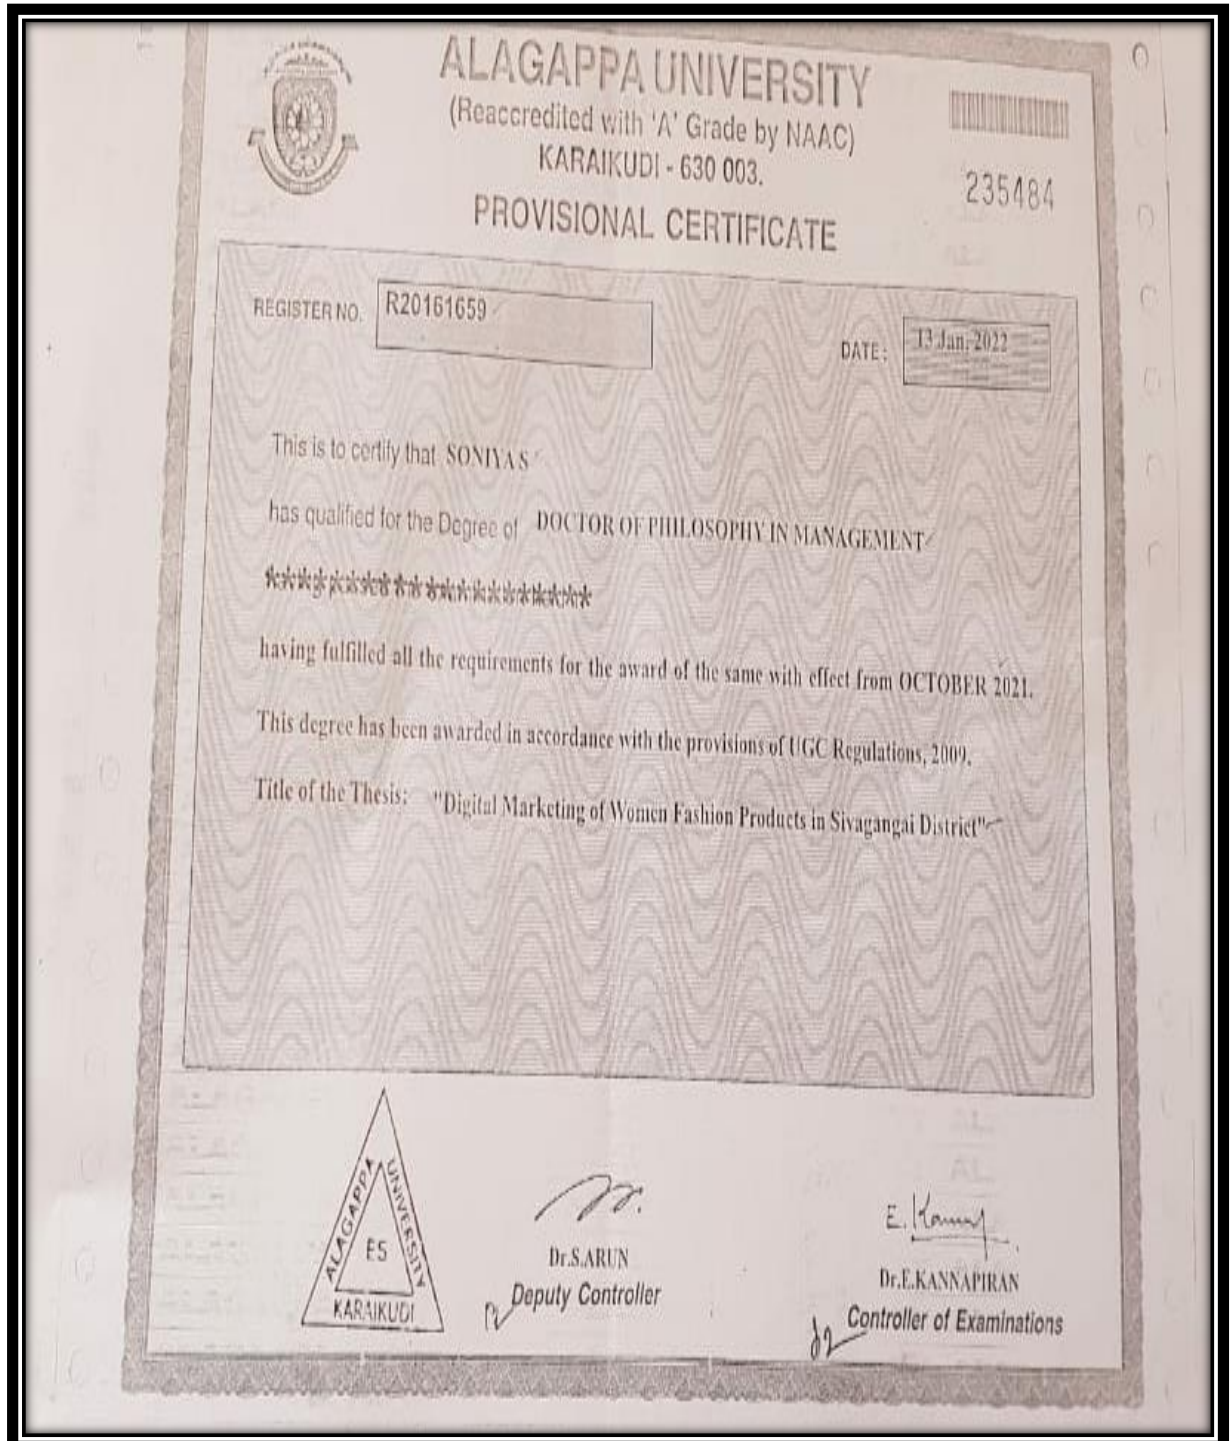 ALAGAPPA UNIVERSITY
(Reaccredited with 'A' Grade by NAAC)
KARAIKUDI - 630 003.
235484
PROVISIONAL CERTIFICATE
REGISTER NO. R20161659
DATE: 13 Jan, 2022
This is to certify that SONIYA S
has qualified for the Degree of DOCTOR OF PHILOSOPHY IN MANAGEMENT
*********************
having fulfilled all the requirements for the award of the same with effect from OCTOBER 2021.
This degree has been awarded in accordance with the provisions of UGC Regulations, 2009.
Title of the Thesis: "Digital Marketing of Women Fashion Products in Sivagangai District"
ALAGAPPA UNIVERSITY
ES
KARAIKUDI
Dr.S.ARUN
Deputy Controller
E. Kannap
Dr.E.KANNAPIRAN
Controller of Examinations